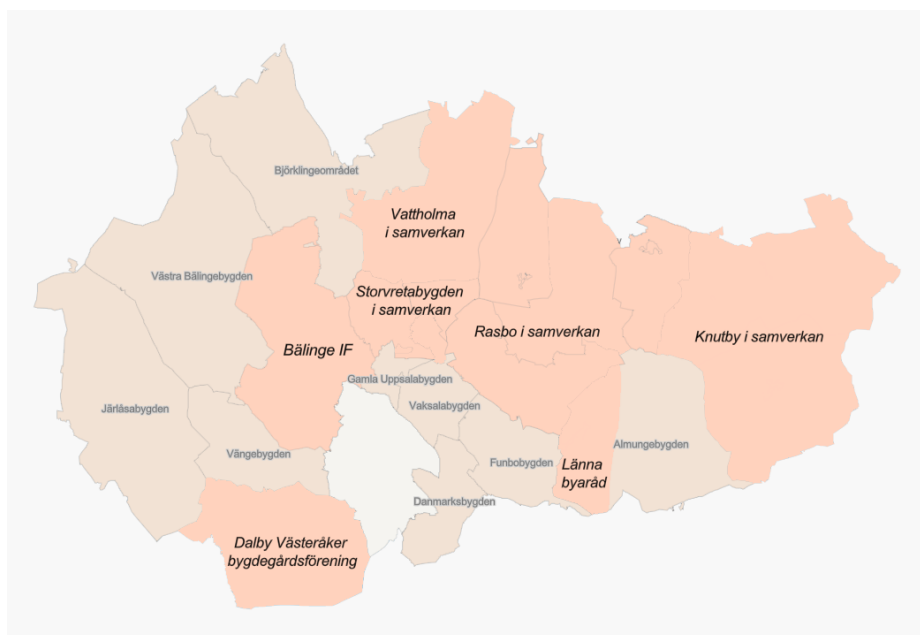 Björklingeområdet
Vattholma
i samverkan
Västra Bälingebygden
Storvretabygden
i samverkan
Rasbo i samverkan
Knutby i samverkan
Bälinge IF
Gamla Uppsalabygden
Järlåsabygden
Vaksalabygden
Almungebygden
Vängebygden
Funbobygden
Länna
byaråd
Danmarksbygden
Dalby Västeråker
bygdegårdsförening